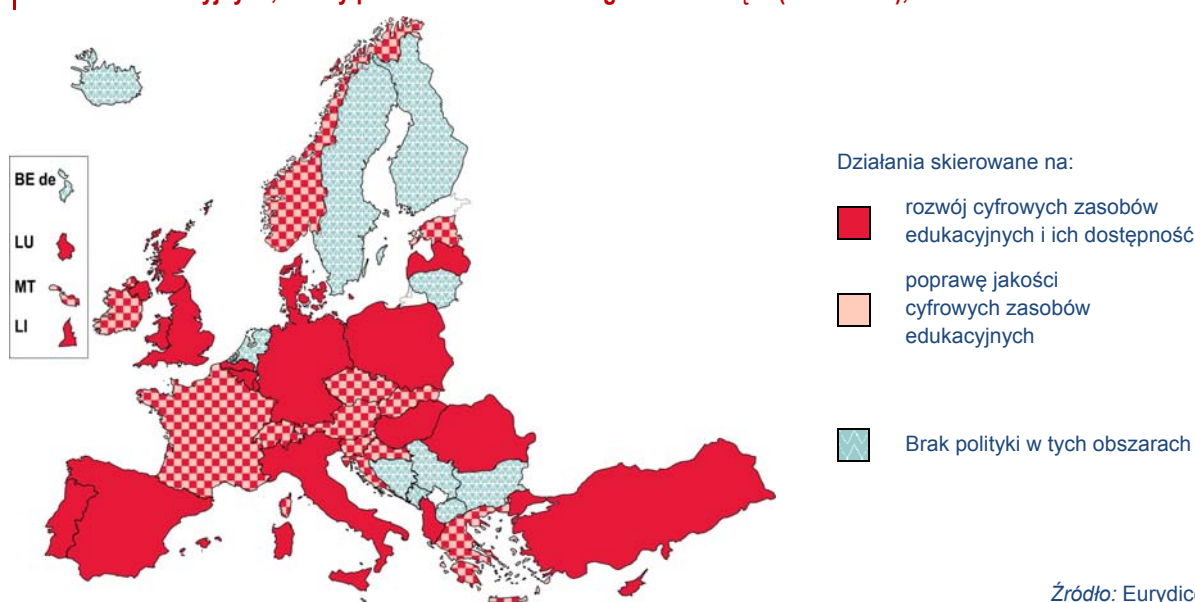 BE de
LU
MT
LI
Działania skierowane na:
rozwój cyfrowych zasobów
edukacyjnych i ich dostępność
poprawę jakości
cyfrowych zasobów
edukacyjnych
Brak polityki w tych obszarach
Źródło: Eurydice